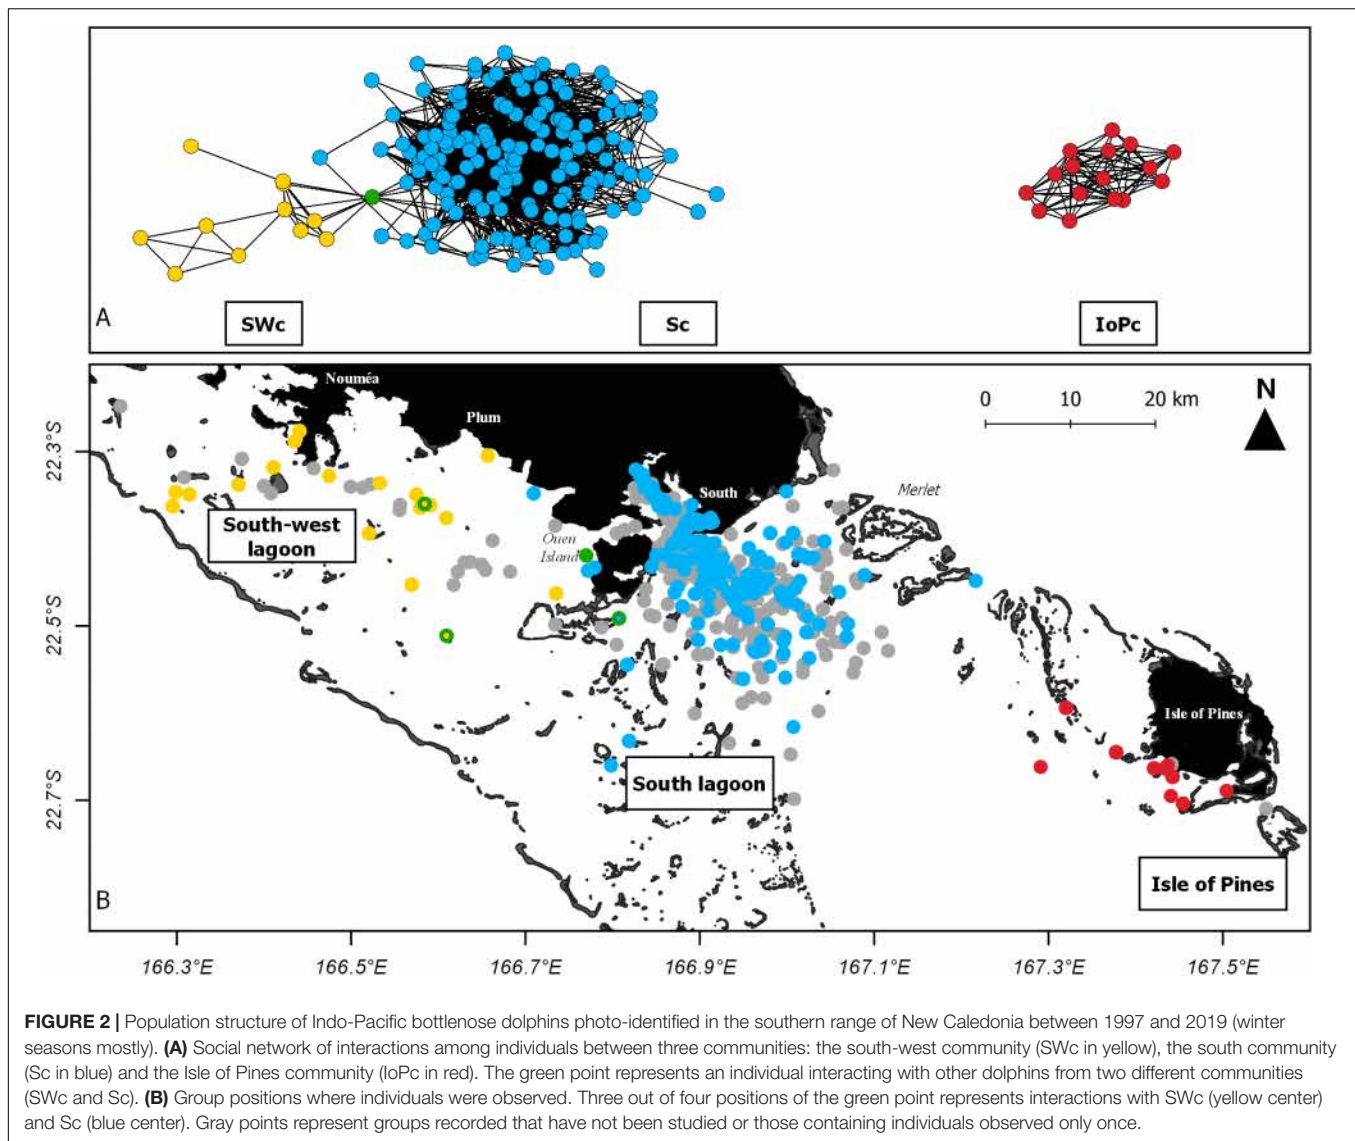 SWc
Sc
IoPc
A
Nouméa
Plum
South
Merlet
Ouen
Island
Isle of Pines
0 10 20 km
N
South-west
lagoon
South lagoon
Isle of Pines
B
22.3°S
22.5°S
22.7°S
166.3°E 166.5°E 166.7°E 166.9°E 167.1°E 167.3°E 167.5°E
FIGURE 2 | Population structure of Indo-Pacific bottlenose dolphins photo-identified in the southern range of New Caledonia between 1997 and 2019 (winter
seasons mostly). (A) Social network of interactions among individuals between three communities: the south-west community (SWc in yellow), the south community
(Sc in blue) and the Isle of Pines community (IoPc in red). The green point represents an individual interacting with other dolphins from two different communities
(SWc and Sc). (B) Group positions where individuals were observed. Three out of four positions of the green point represents interactions with SWc (yellow center)
and Sc (blue center). Gray points represent groups recorded that have not been studied or those containing individuals observed only once.